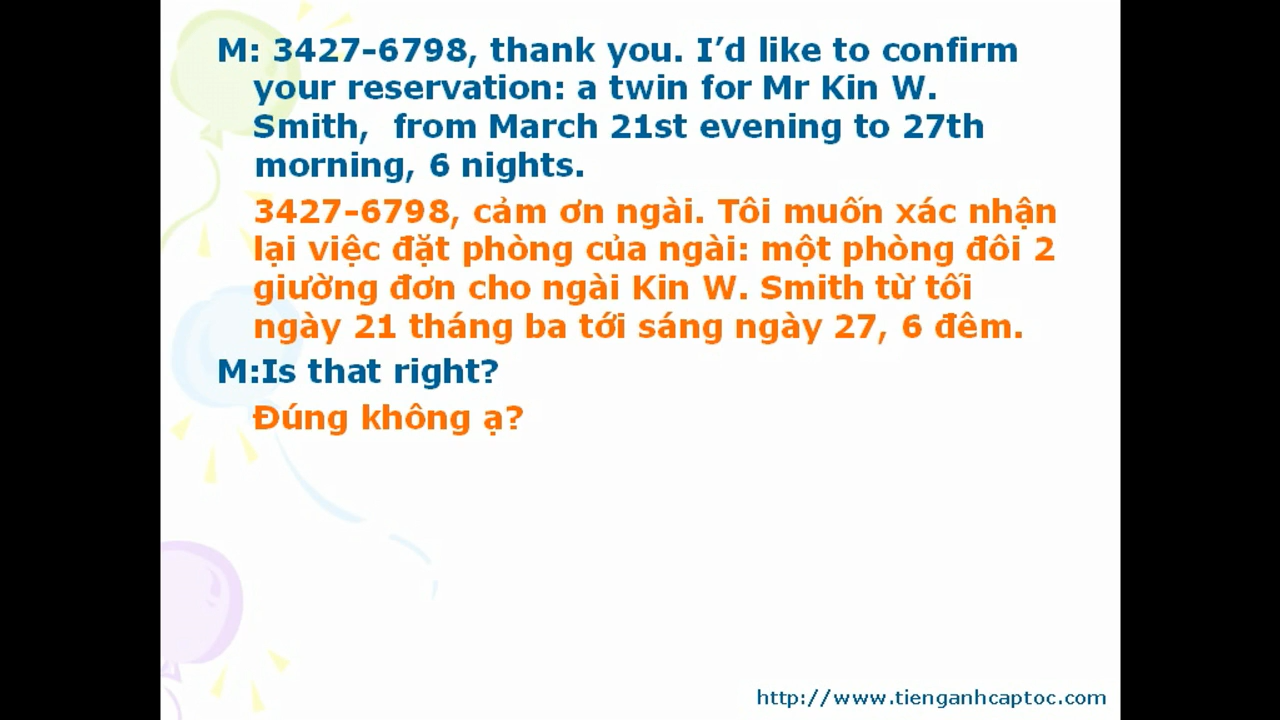 M: 3427-6798, thank you. I’d like to confirm
your reservation: a twin for Mr Kin W.
Smith, from March 21st evening to 27th
morning, 6 nights.
3427-6798, cảm ơn ngài. Tôi muốn xác nhận
lại việc đặt phòng của ngài: một phòng đôi 2
giường đơn cho ngài Kin W. Smith từ tối
ngày 21 tháng ba tới sáng ngày 27, 6 đêm.
M:Is that right?
Đúng không ạ?
http://www.tienganhcaptoc.com